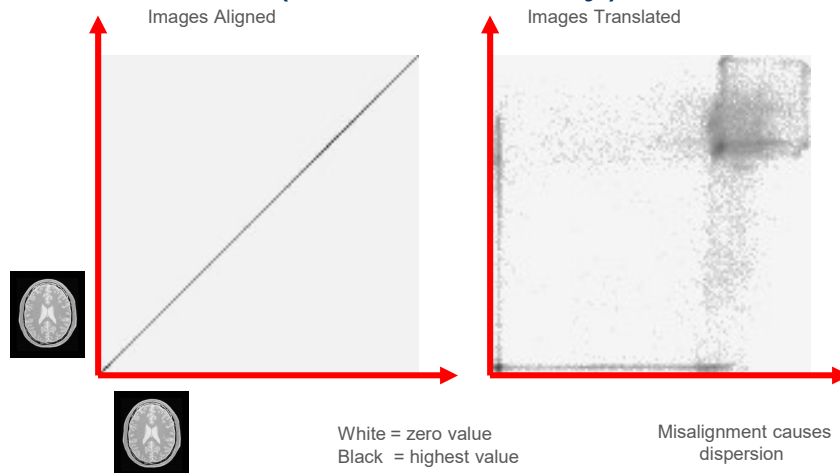 Images Aligned
Images Translated
White = zero value
Black = highest value
Misalignment causes
dispersion